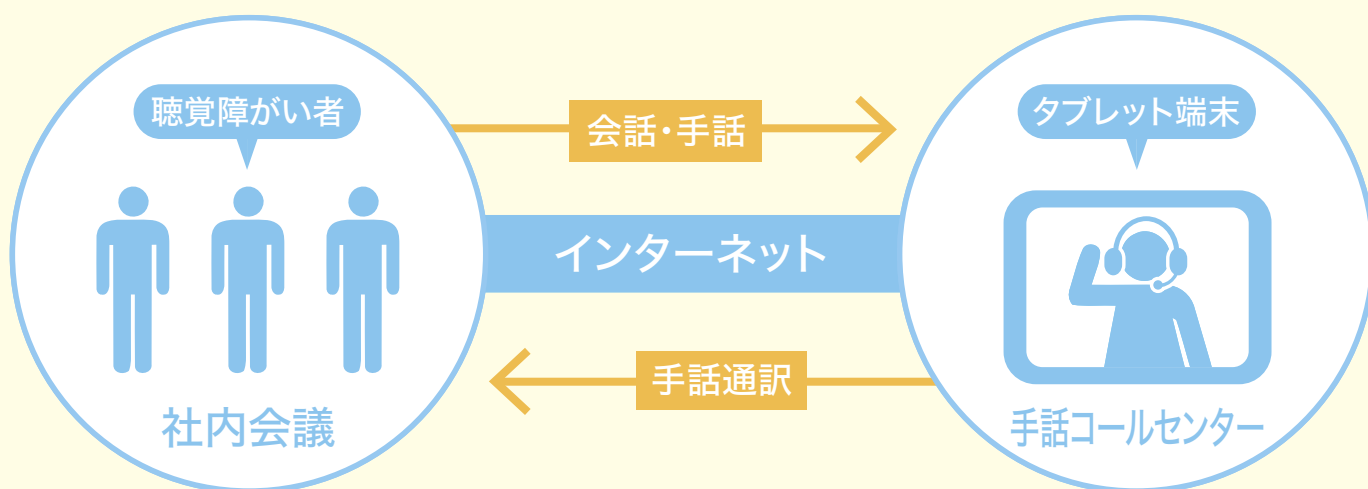 聴覚障がい者
会話・手話
タブレット端末
インターネット
手話通訳
社内会議
手話コールセンター